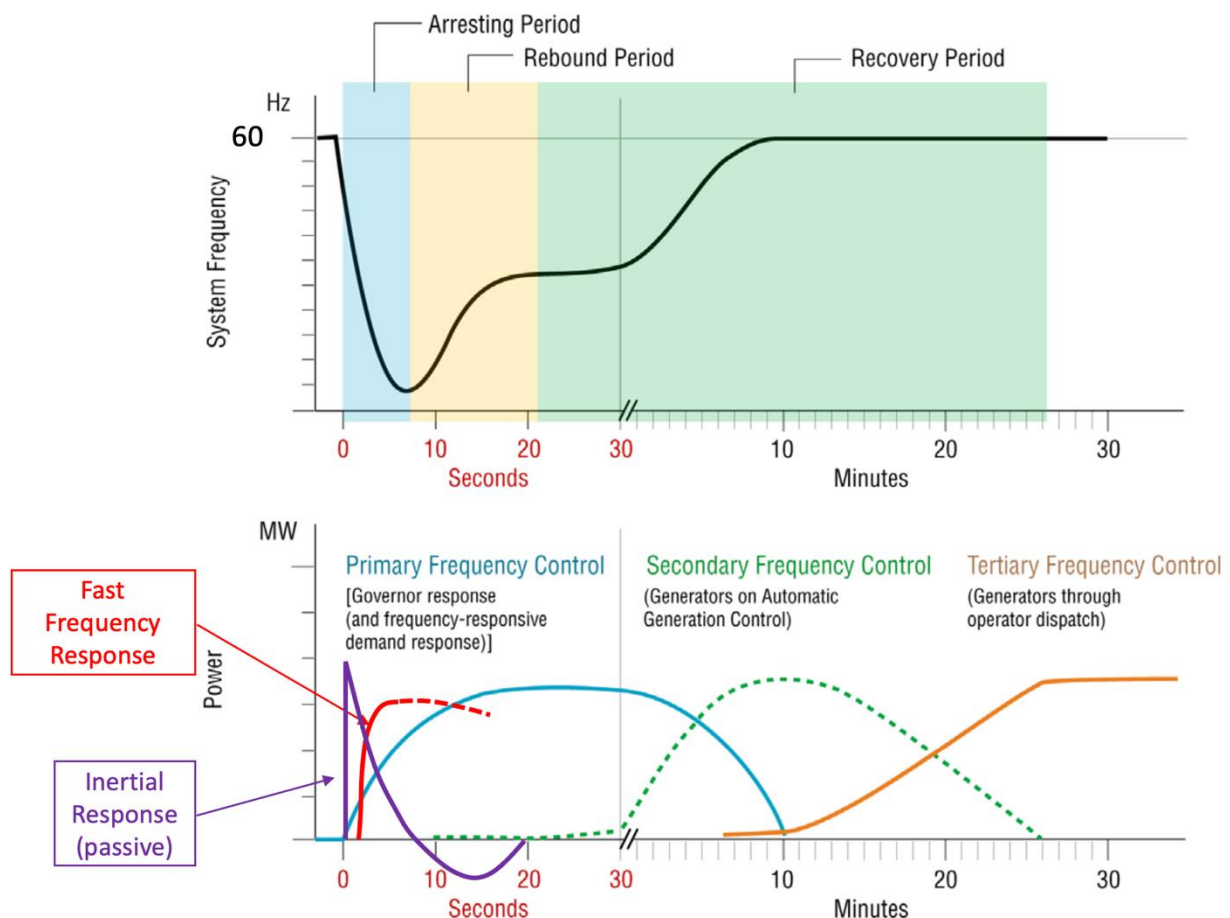 Arresting Period
Rebound Period
Recovery Period
Hz
60
System Frequency
0
10
20
30
10
20
30
Seconds
Minutes
MW
Primary Frequency Control
[Governor response
(and frequency-responsive
demand response)]
Secondary Frequency Control
(Generators on Automatic
Generation Control)
Tertiary Frequency Control
(Generators through
operator dispatch)
Fast
Frequency
Response
Power
Inertial
Response
(passive)
0
10
20
30
10
20
30
Seconds
Minutes